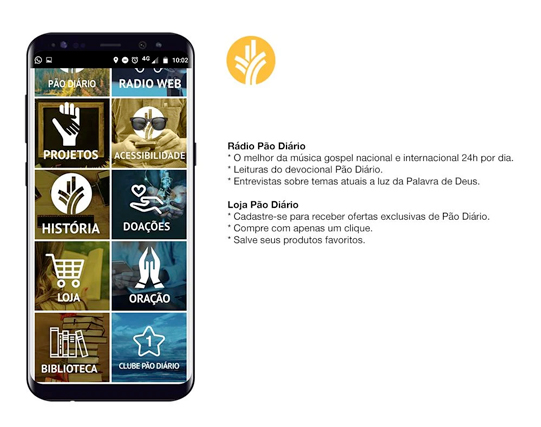 4G 10:02
PÃO DIÁRIO
RADIO WEB
PROJETOS
ACESSIBILIDADE
HISTÓRIA
DOAÇÕES
LOJA
ORAÇÃO
BIBLIOTECA
1
CLUBE PÃO DIÁRIO
Rádio Pão Diário
* O melhor da música gospel nacional e internacional 24h por dia.
* Leituras do devocional Pão Diário.
* Entrevistas sobre temas atuais a luz da Palavra de Deus.
Loja Pão Diário
* Cadastre-se para receber ofertas exclusivas de Pão Diário.
* Compre com apenas um clique.
* Salve seus produtos favoritos.